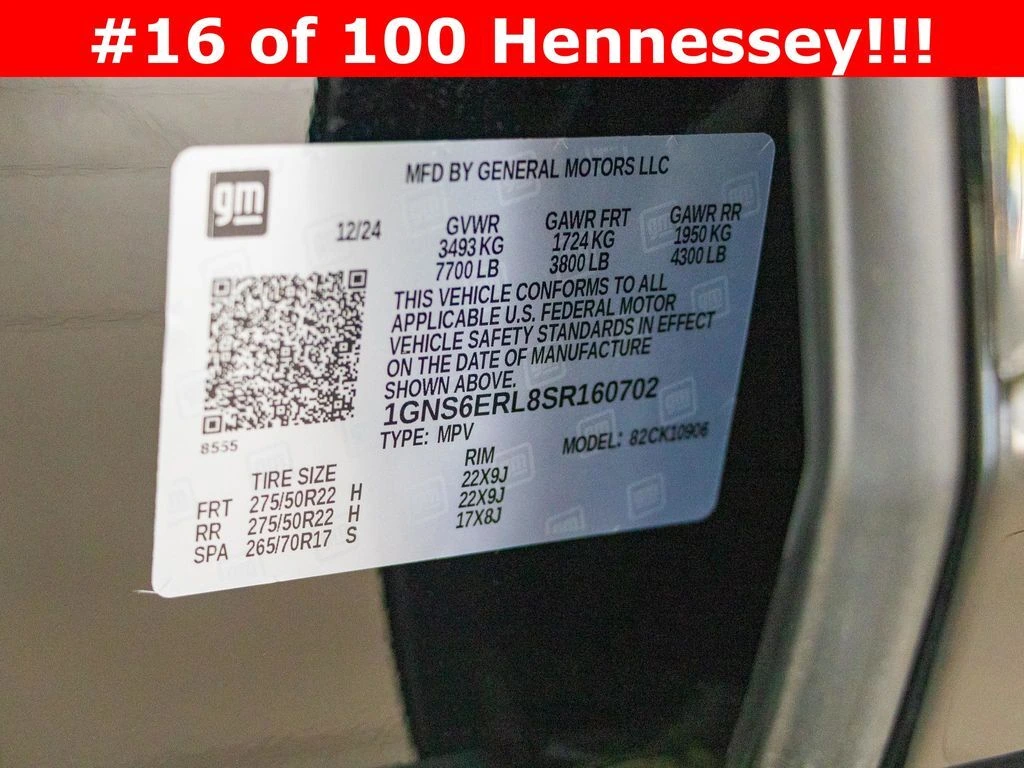 #16 of 100 Hennessey!!!
gm
MFD BY GENERAL MOTORS LLC
12/24
GVWR GAWR FRT GAWR RR
3493 KG 1724 KG 1950 KG
7700 LB 3800 LB 4300 LB
THIS VEHICLE CONFORMS TO ALL
APPLICABLE U.S. FEDERAL MOTOR
VEHICLE SAFETY STANDARDS IN EFFECT
ON THE DATE OF MANUFACTURE
SHOWN ABOVE.
1GNS6ERL8SR160702
8555
TYPE: MPV MODEL: 82CK10906
TIRE SIZE RIM
FRT 275/50R22 H 22X9J
RR 275/50R22 H 22X9J
SPA 265/70R17 S 17X8J